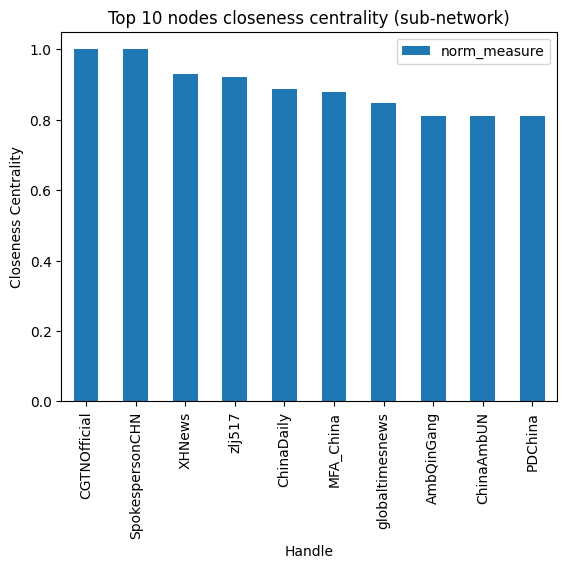 Top 10 nodes closeness centrality (sub-network)
norm_measure
Closeness Centrality
1.0
0.8
0.6
0.4
0.2
0.0
CGTNOfficial
SpokespersonCHN
XHNews
zlj517
ChinaDaily
MFA_China
globaltimesnews
AmbQinGang
ChinaAmbUN
PDChina
Handle